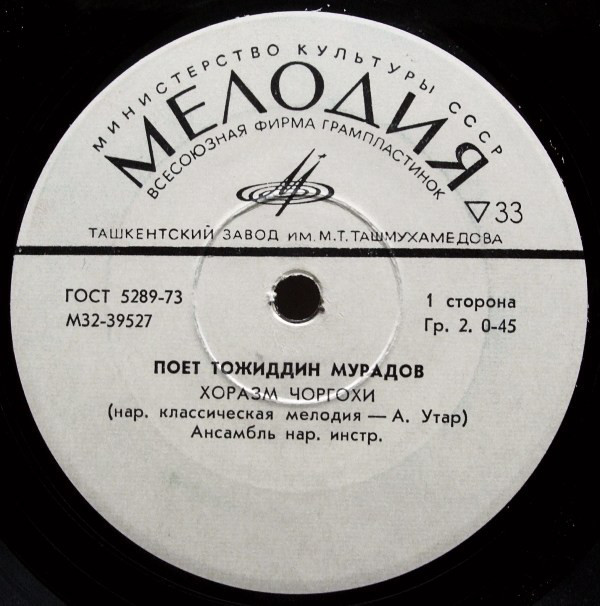 МИНИСТЕРСТВО КУЛЬТУРЫ СССР
МЕЛОДИЯ
ВСЕСОЮЗНАЯ ФИРМА ГРАМПЛАСТИНОК
▽33
ТАШКЕНТСКИЙ ЗАВОД ИМ. М.Т.ТАШМУХАМЕДОВА
ГОСТ 5289-73
М32-39527
1 сторона
Гр. 2. 0-45
ПОЕТ ТОЖИДДИН МУРАДОВ
ХОРАЗМ ЧОРГОХИ
(нар. классическая мелодия — А. Утар)
Ансамбль нар. инстр.